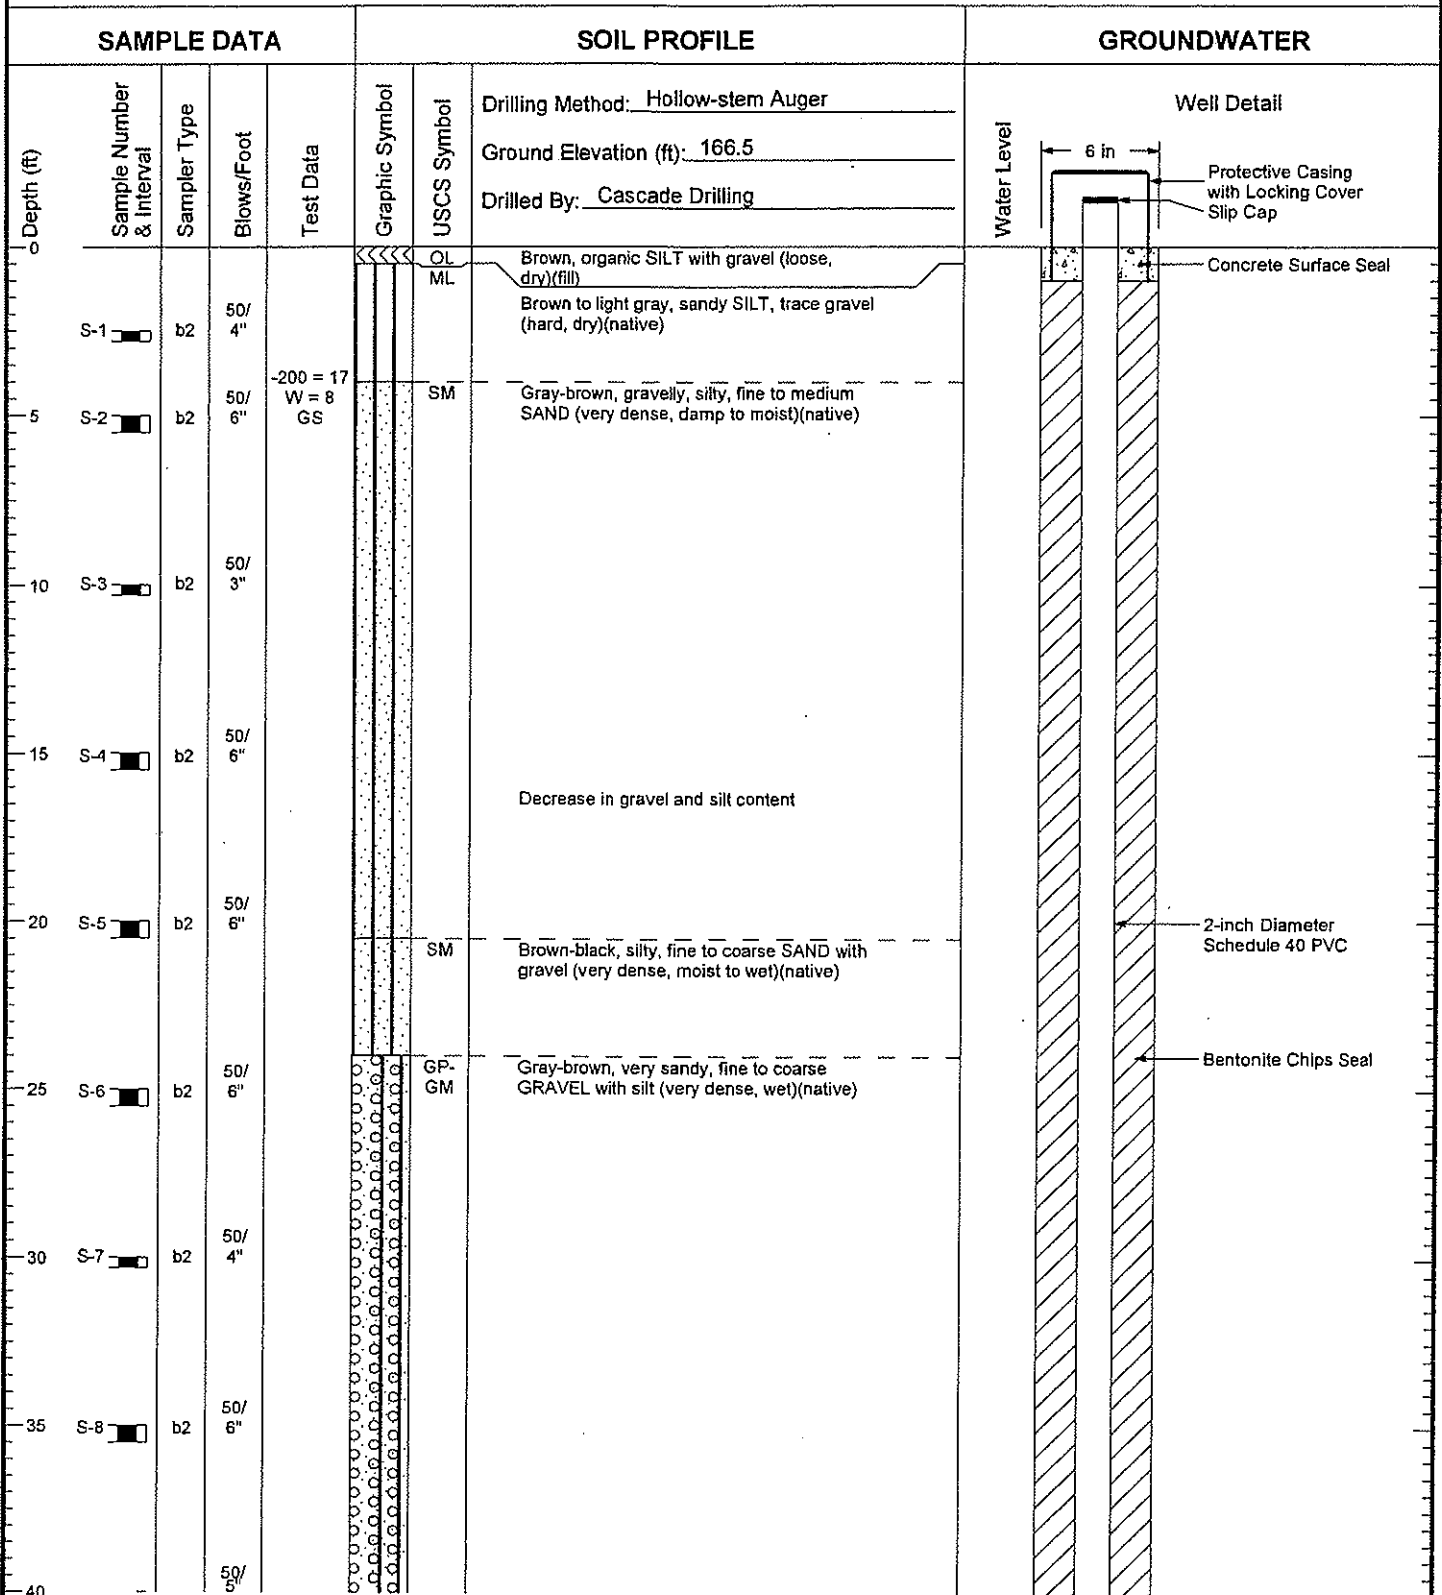 SAMPLE DATA
SOIL PROFILE
GROUNDWATER
Depth (ft)
Sample Number
& Interval
Sampler Type
Blows/Foot
Test Data
Graphic Symbol
USCS Symbol
Drilling Method: Hollow-stem Auger
Ground Elevation (ft): 166.5
Drilled By: Cascade Drilling
Water Level
Well Detail
6 in
Protective Casing
with Locking Cover
Slip Cap
Concrete Surface Seal
0
OL
ML
Brown, organic SILT with gravel (loose,
dry)(fill)
Brown to light gray, sandy SILT, trace gravel
(hard, dry)(native)
S-1
b2
50/
4"
-200 = 17
W = 8
GS
5
S-2
b2
50/
6"
SM
Gray-brown, gravelly, silty, fine to medium
SAND (very dense, damp to moist)(native)
10
S-3
b2
50/
3"
15
S-4
b2
50/
6"
Decrease in gravel and silt content
20
S-5
b2
50/
6"
SM
Brown-black, silty, fine to coarse SAND with
gravel (very dense, moist to wet)(native)
2-inch Diameter
Schedule 40 PVC
25
S-6
b2
50/
6"
GP-
GM
Gray-brown, very sandy, fine to coarse
GRAVEL with silt (very dense, wet)(native)
Bentonite Chips Seal
30
S-7
b2
50/
4"
35
S-8
b2
50/
6"
40
50/
5"